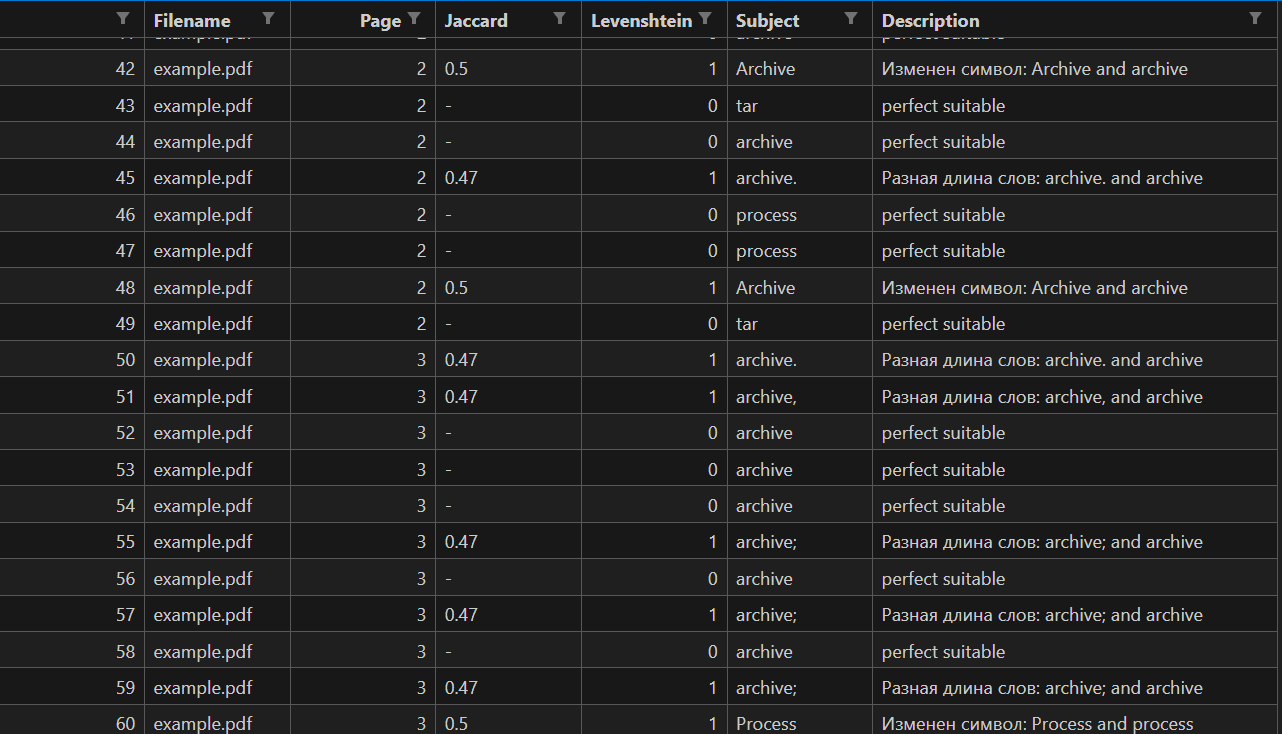 Filename Page Jaccard Levenshtein Subject Description
42 example.pdf 2 0.5 1 Archive Изменен символ: Archive and archive
43 example.pdf 2 - 0 tar perfect suitable
44 example.pdf 2 - 0 archive perfect suitable
45 example.pdf 2 0.47 1 archive. Разная длина слов: archive. and archive
46 example.pdf 2 - 0 process perfect suitable
47 example.pdf 2 - 0 process perfect suitable
48 example.pdf 2 0.5 1 Archive Изменен символ: Archive and archive
49 example.pdf 2 - 0 tar perfect suitable
50 example.pdf 3 0.47 1 archive. Разная длина слов: archive. and archive
51 example.pdf 3 0.47 1 archive, Разная длина слов: archive, and archive
52 example.pdf 3 - 0 archive perfect suitable
53 example.pdf 3 - 0 archive perfect suitable
54 example.pdf 3 - 0 archive perfect suitable
55 example.pdf 3 0.47 1 archive; Разная длина слов: archive; and archive
56 example.pdf 3 - 0 archive perfect suitable
57 example.pdf 3 0.47 1 archive; Разная длина слов: archive; and archive
58 example.pdf 3 - 0 archive perfect suitable
59 example.pdf 3 0.47 1 archive; Разная длина слов: archive; and archive
60 example.pdf 3 0.5 1 Process Изменен символ: Process and process